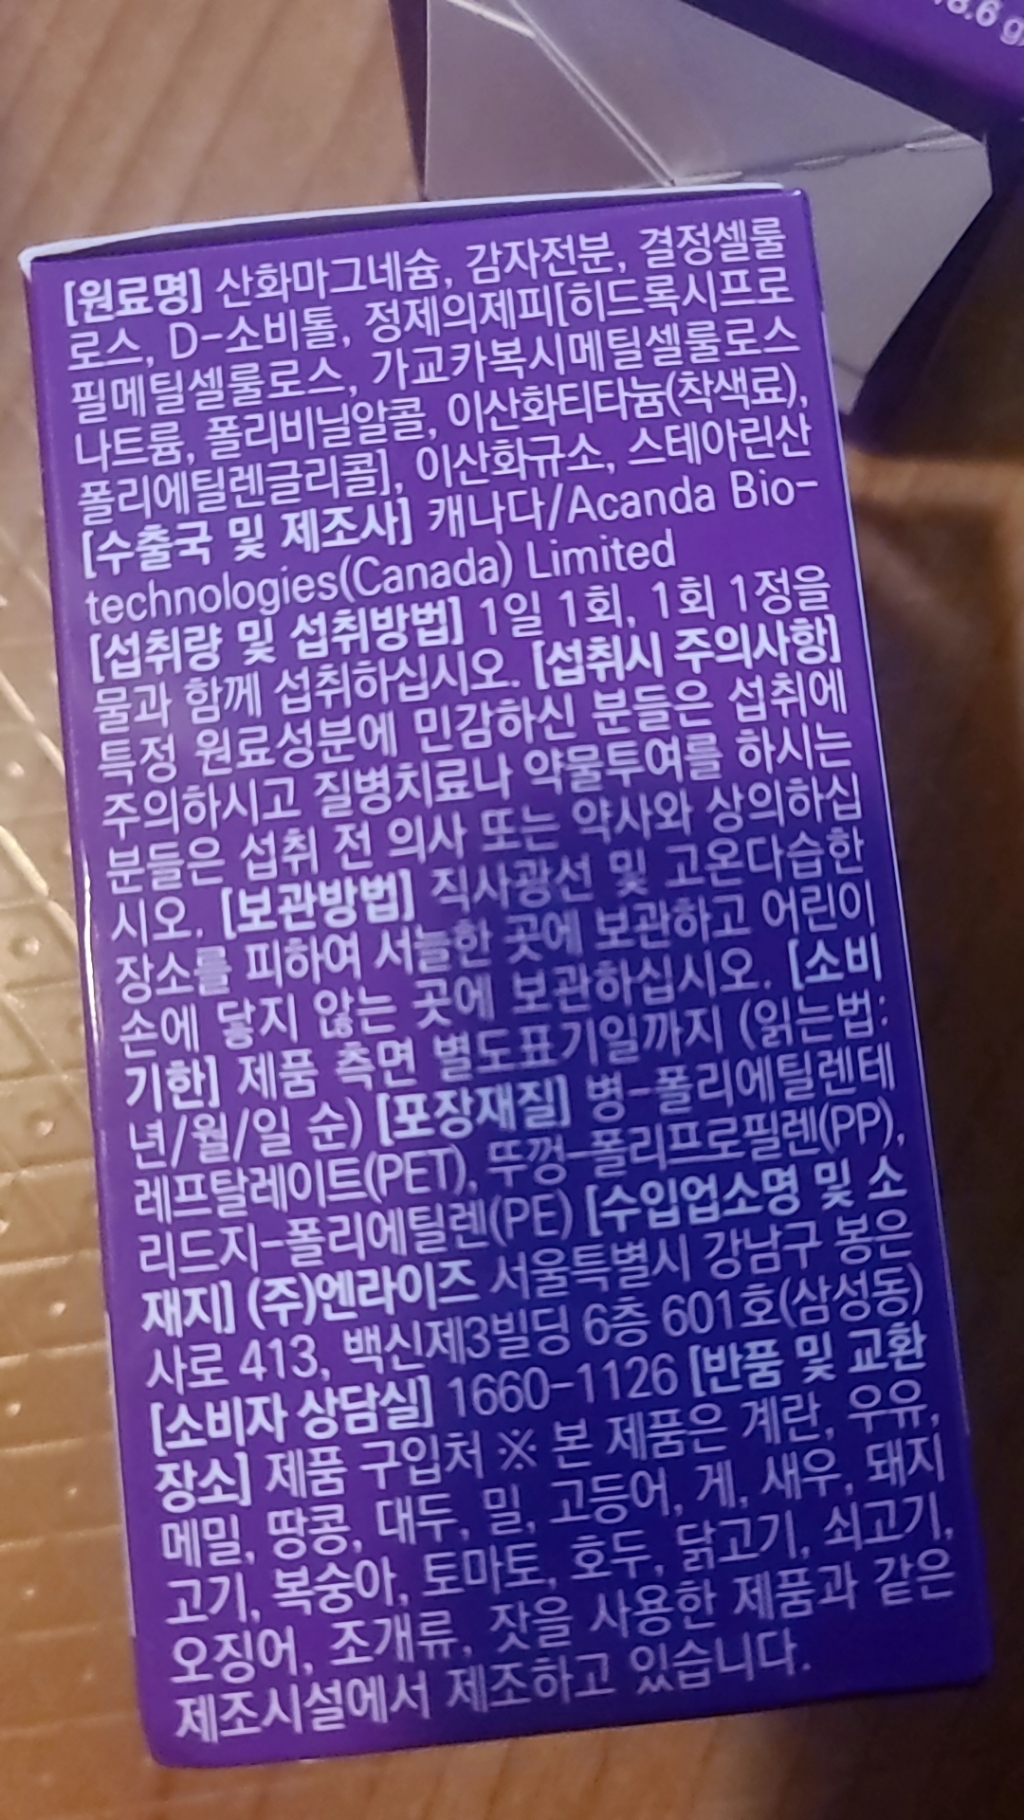 8.6 g
[원료명] 산화마그네슘, 감자전분, 결정셀룰
로스, D-소비톨, 정제의제피[히드록시프로
필메틸셀룰로스, 가교카복시메틸셀룰로스
나트륨, 폴리비닐알콜, 이산화티타늄(착색료),
폴리에틸렌글리콜], 이산화규소, 스테아린산
[수출국 및 제조사] 캐나다/Acanda Bio-
technologies(Canada) Limited
[섭취량 및 섭취방법] 1일 1회, 1회 1정을
물과 함께 섭취하십시오. [섭취시 주의사항]
특정 원료성분에 민감하신 분들은 섭취에
주의하시고 질병치료나 약물투여를 하시는
분들은 섭취 전 의사 또는 약사와 상의하십
시오. [보관방법] 직사광선 및 고온다습한
장소를 피하여 서늘한 곳에 보관하고 어린이
손에 닿지 않는 곳에 보관하십시오. [소비
기한] 제품 측면 별도표기일까지 (읽는법:
년/월/일 순) [포장재질] 병-폴리에틸렌테
레프탈레이트(PET), 뚜껑-폴리프로필렌(PP),
리드지-폴리에틸렌(PE) [수입업소명 및 소
재지] (주)엔라이즈 서울특별시 강남구 봉은
사로 413, 백신제3빌딩 6층 601호(삼성동)
[소비자 상담실] 1660-1126 [반품 및 교환
장소] 제품 구입처 ※ 본 제품은 계란, 우유,
메밀, 땅콩, 대두, 밀, 고등어, 게, 새우, 돼지
고기, 복숭아, 토마토, 호두, 닭고기, 쇠고기,
오징어, 조개류, 잣을 사용한 제품과 같은
제조시설에서 제조하고 있습니다.